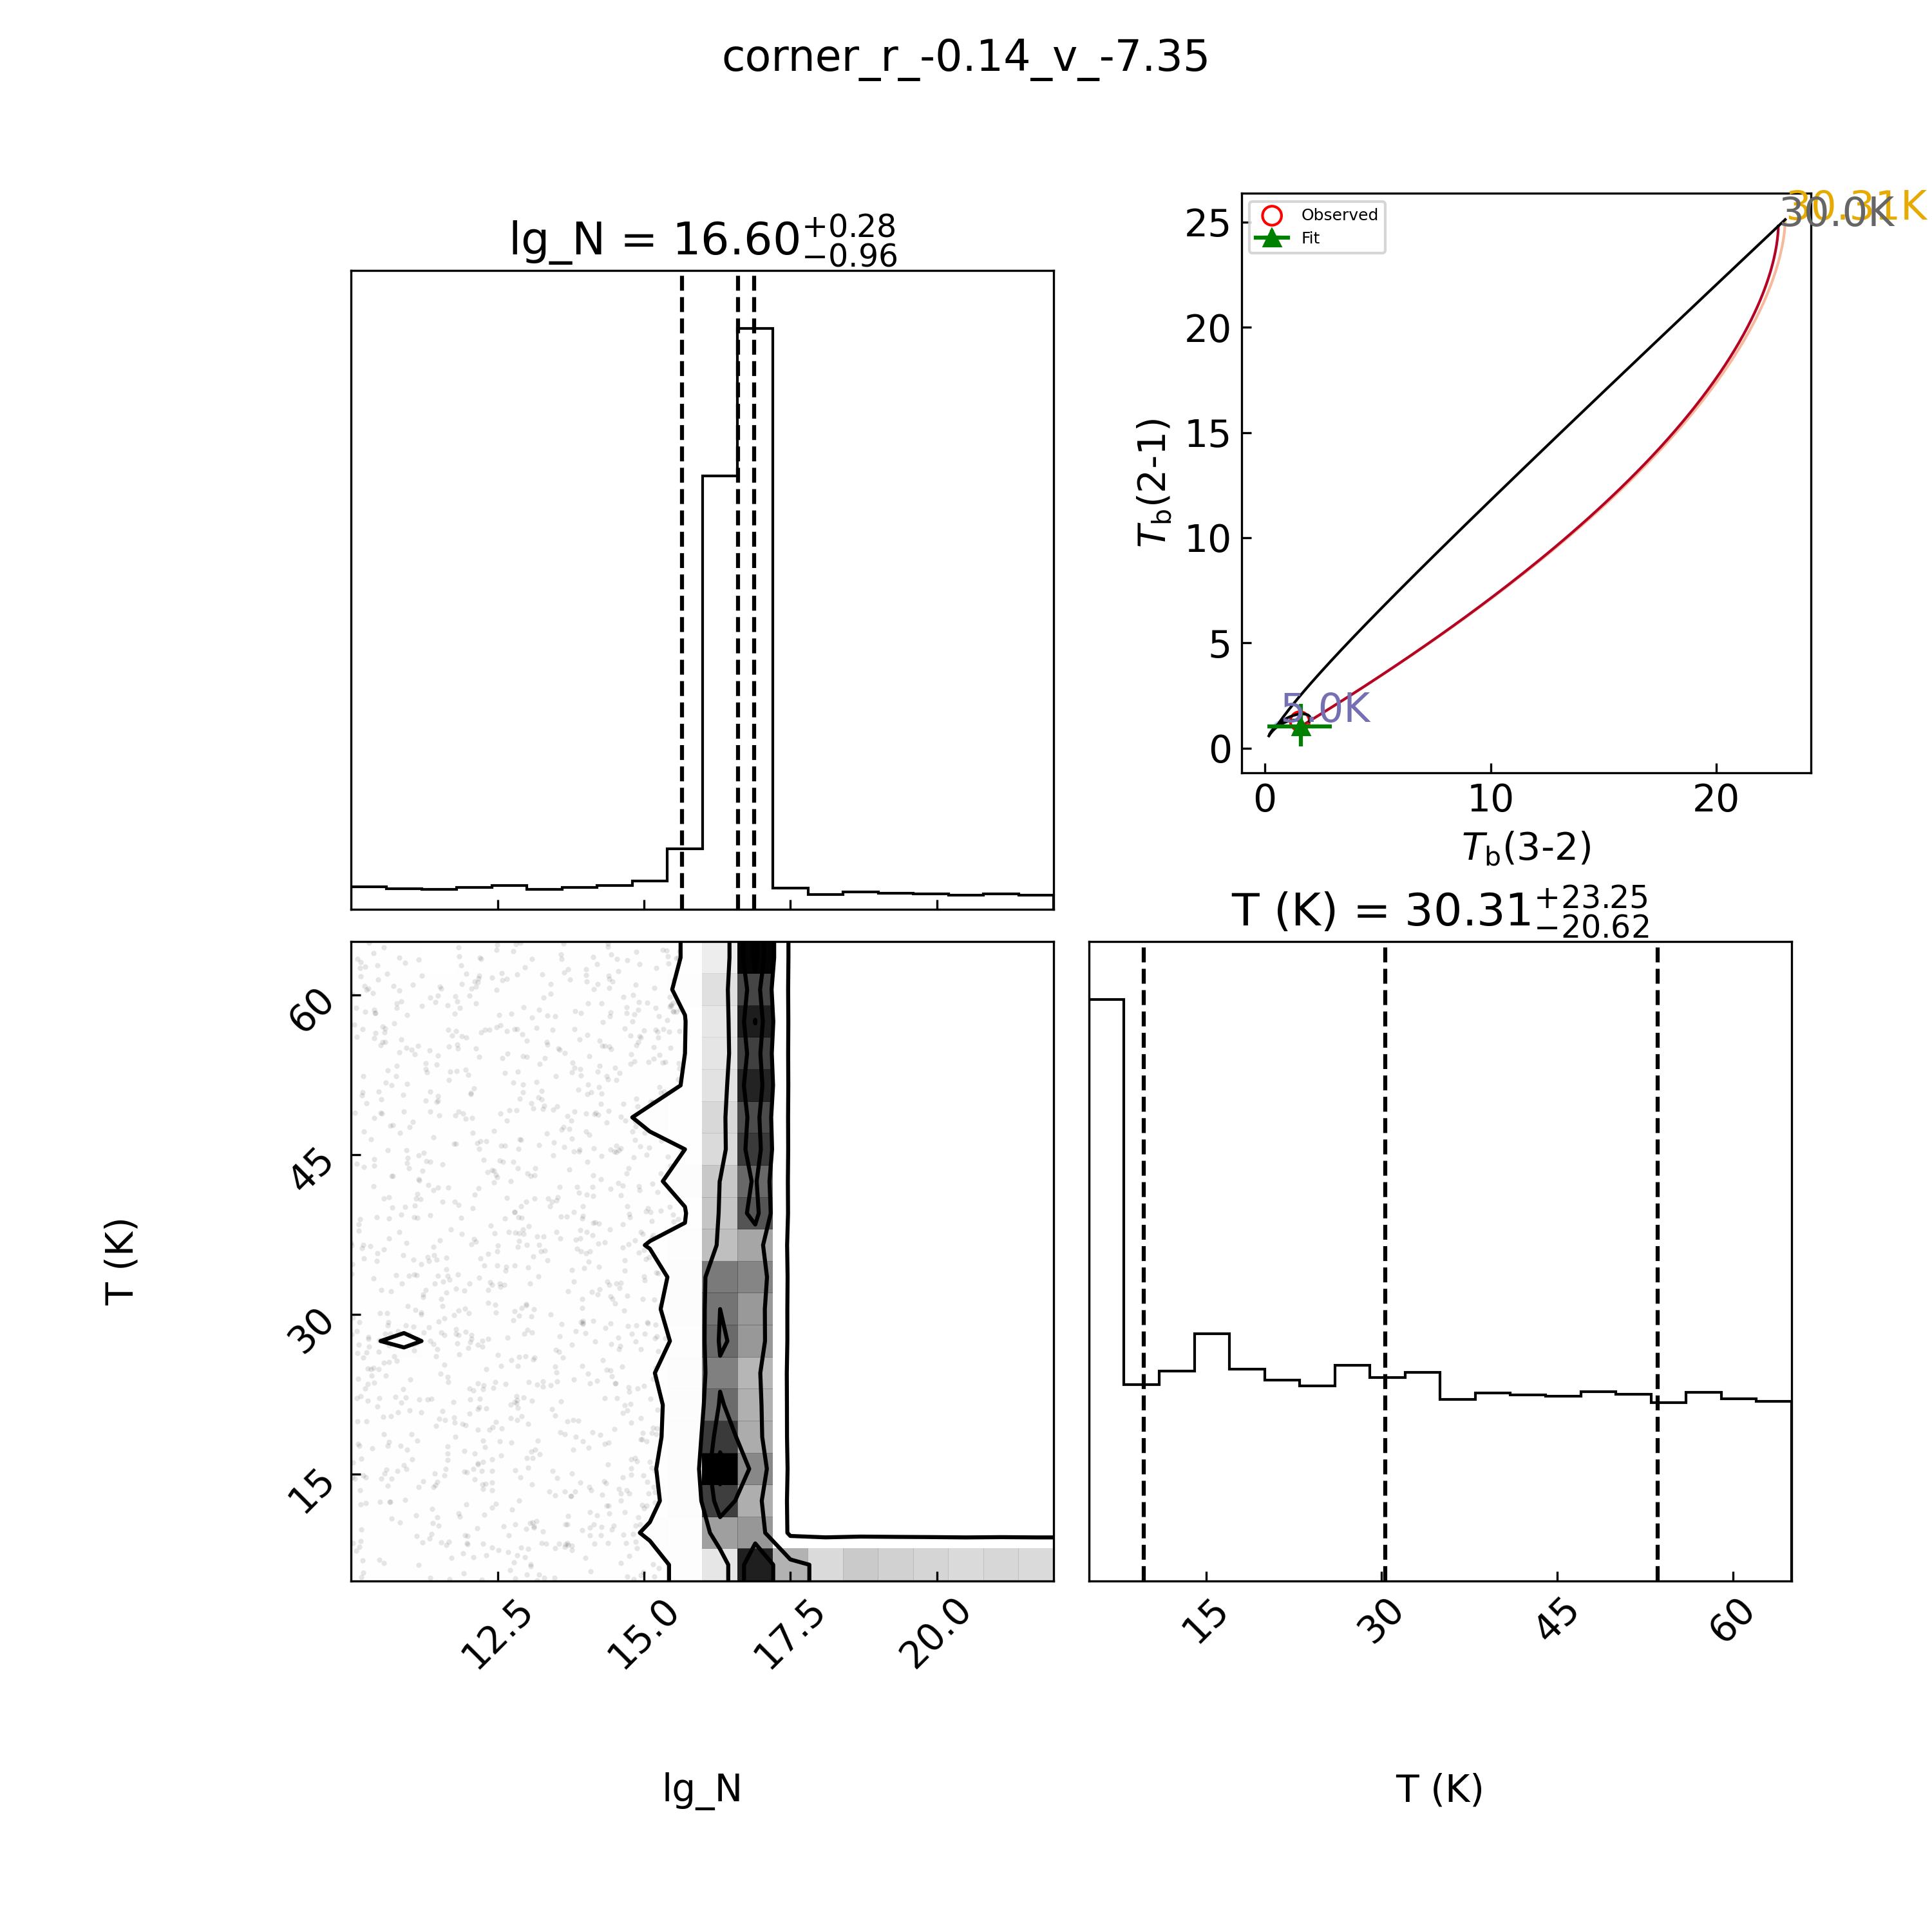 corner_r_-0.14_v_-7.35
lg_N = 16.60 +0.28 −0.96
30.31K
30.0K
25
20
15
10
5
0
Observed
Fit
5.0K
T_b(2-1)
0 10 20
T_b(3-2)
T (K) = 30.31 +23.25 −20.62
60
45
30
15
T (K)
12.5 15.0 17.5 20.0
15 30 45 60
lg_N
T (K)